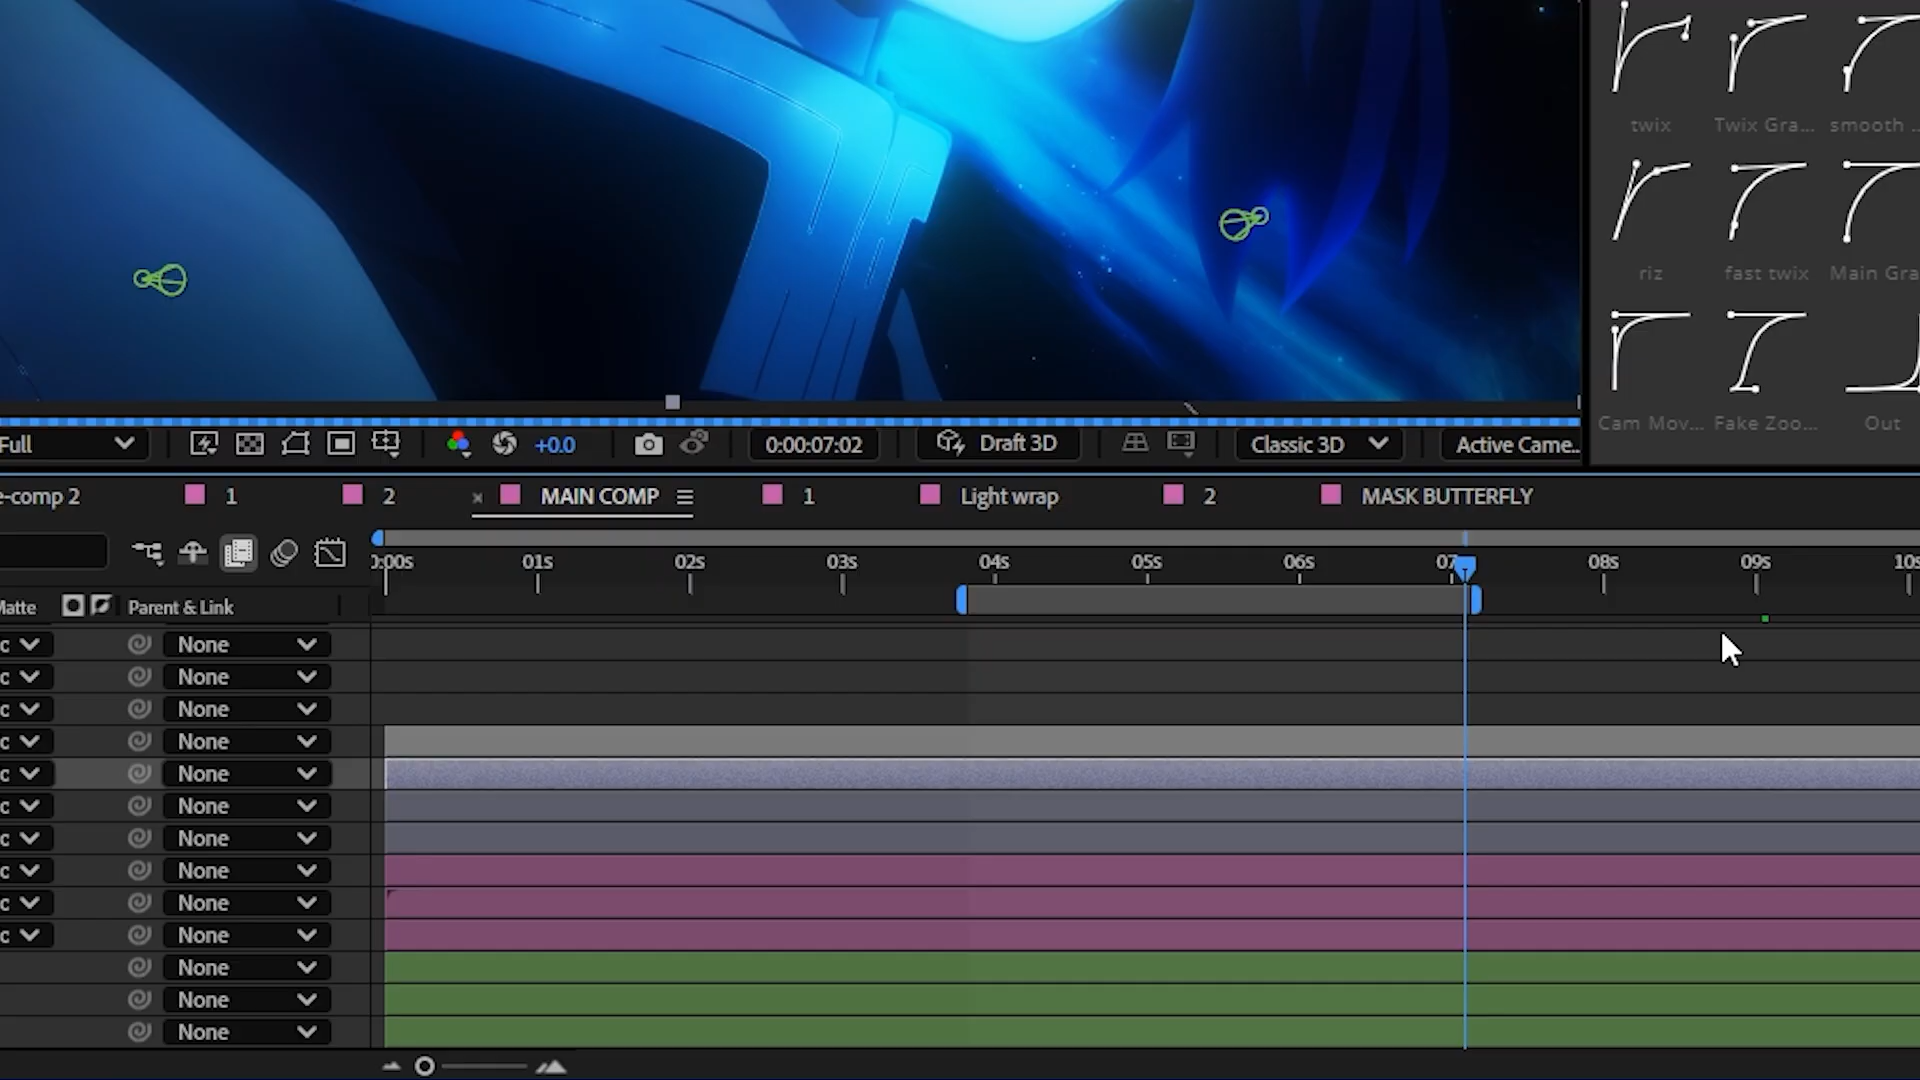 twix Twix Gra... smooth ...
riz fast twix Main Gra
Cam Mov... Fake Zoo... Out
Full +0.0 0:00:07:02 Draft 3D Classic 3D Active Came...
e-comp 2 1 2 × MAIN COMP 1 Light wrap 2 MASK BUTTERFLY
0:00s 01s 02s 03s 04s 05s 06s 07 08s 09s 10s
Matte Parent & Link
c None
c None
c None
c None
c None
c None
c None
c None
c None
c None
None
None
None